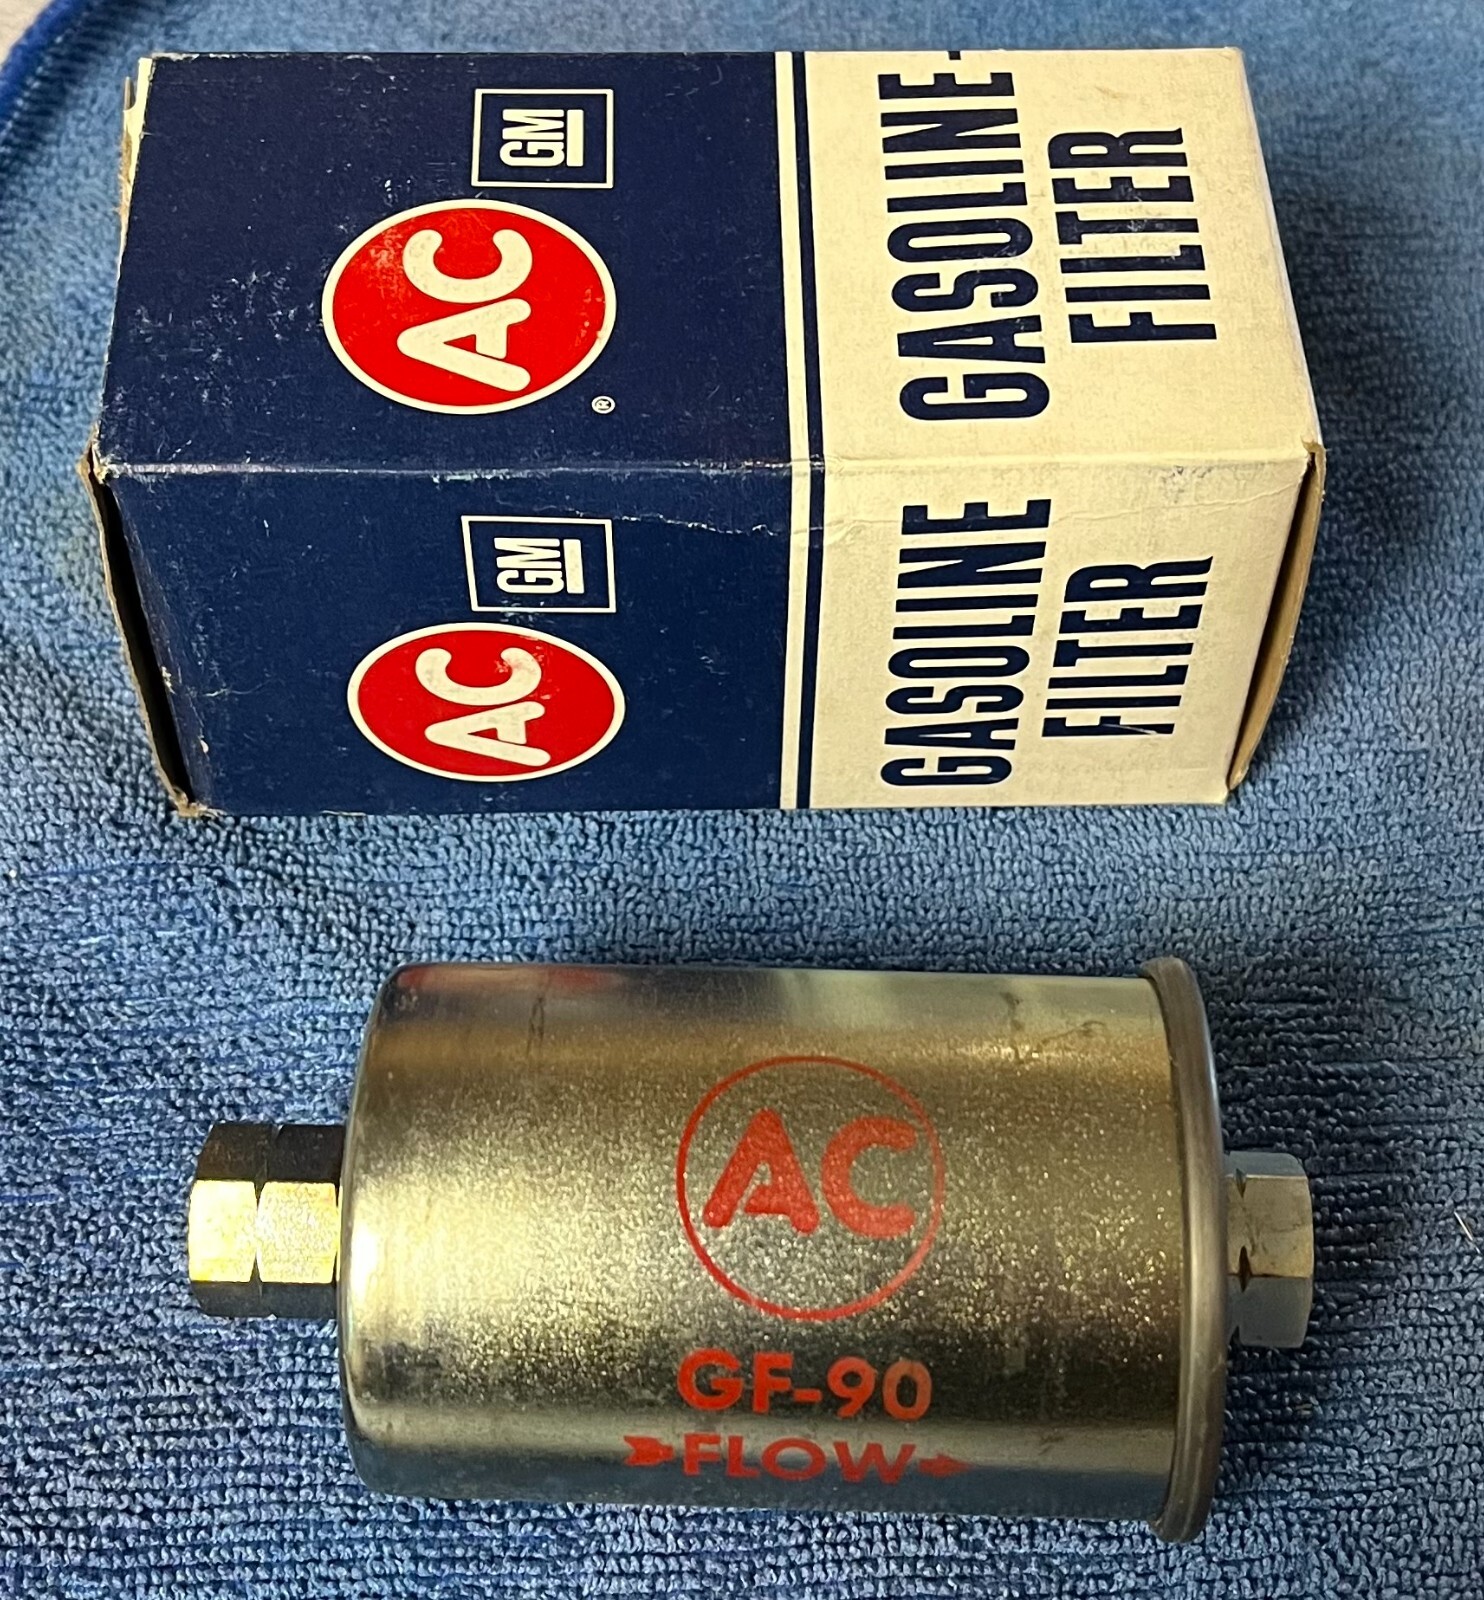 GM
AC
®
GASOLINE-
FILTER
GM
AC
GASOLINE
FILTER
AC
GF-90
FLOW